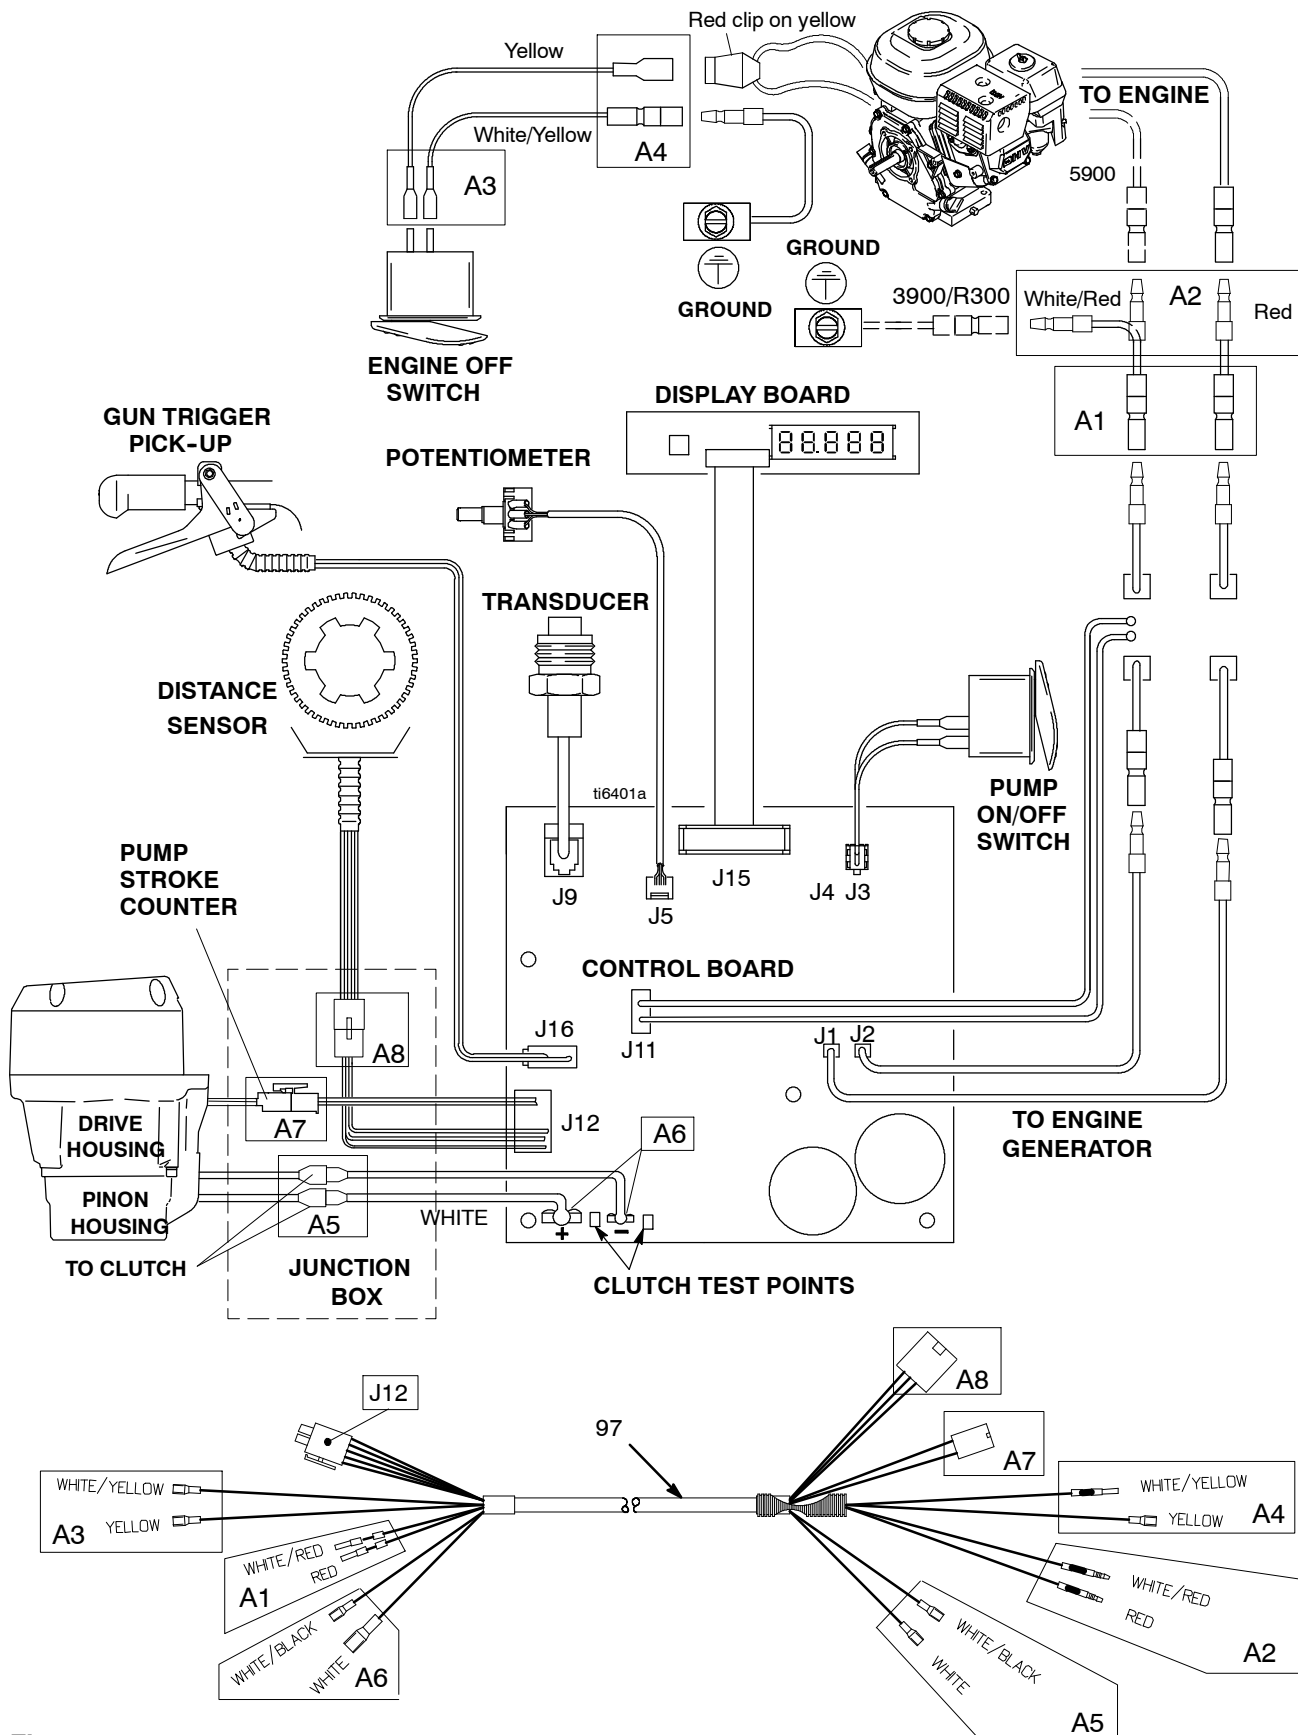 Red clip on yellow
Yellow
TO ENGINE
White/Yellow
A4
A3
5900
GROUND
GROUND
3900/R300
White/Red
A2
Red
ENGINE OFF
SWITCH
A1
DISPLAY BOARD
88.888
GUN TRIGGER
PICK-UP
POTENTIOMETER
TRANSDUCER
DISTANCE
SENSOR
ti6401a
PUMP
ON/OFF
SWITCH
PUMP
STROKE
COUNTER
J9
J5
J15
J4 J3
CONTROL BOARD
J16
J11
J1
J2
A8
A7
J12
A6
DRIVE
HOUSING
TO ENGINE
GENERATOR
PINON
HOUSING
A5
WHITE
+
−
TO CLUTCH
JUNCTION
BOX
CLUTCH TEST POINTS
J12
97
A8
A7
WHITE/YELLOW
YELLOW
A3
WHITE/YELLOW
YELLOW
A4
WHITE/RED
RED
A1
WHITE/RED
RED
A2
WHITE/BLACK
WHITE
A6
WHITE/BLACK
WHITE
A5